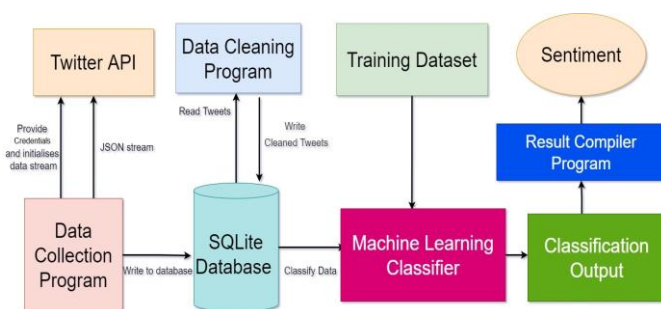 Twitter API
Data Cleaning
Program
Training Dataset
Sentiment
Provide
Credentials
and initialises
data stream
JSON stream
Read Tweets
Write
Cleaned Tweets
Result Compiler
Program
Data
Collection
Program
Write to database
SQLite
Database
Classify Data
Machine Learning
Classifier
Classification
Output